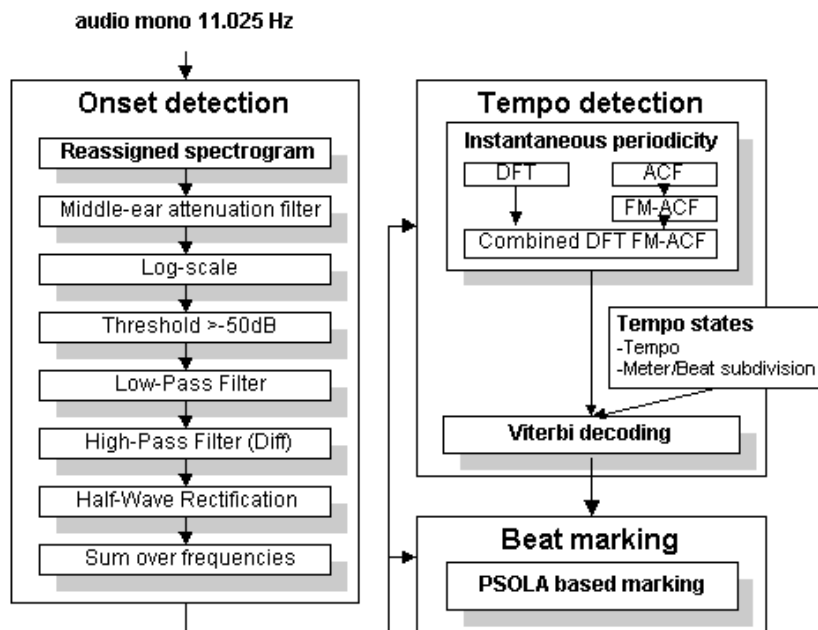 audio mono 11.025 Hz
Onset detection
Reassigned spectrogram
Middle-ear attenuation filter
Log-scale
Threshold >-50dB
Low-Pass Filter
High-Pass Filter (Diff)
Half-Wave Rectification
Sum over frequencies
Tempo detection
Instantaneous periodicity
DFT
ACF
FM-ACF
Combined DFT FM-ACF
Tempo states
-Tempo
-Meter/Beat subdivision
Viterbi decoding
Beat marking
PSOLA based marking